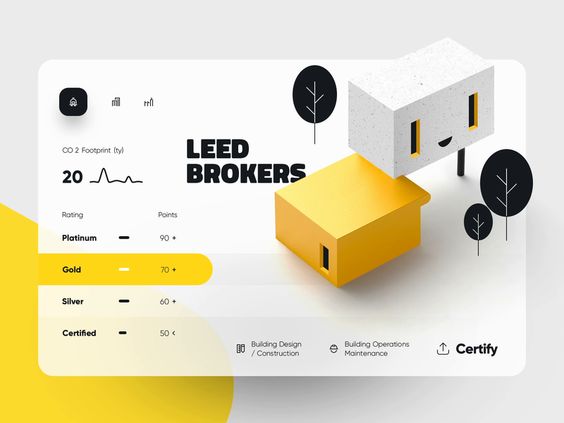 CO 2 Footprint (ty)
20
LEED
BROKERS
Rating Points
Platinum 90 +
Gold 70 +
Silver 60 +
Certified 50 <
Building Design
/ Construction
Building Operations
Maintenance
Certify